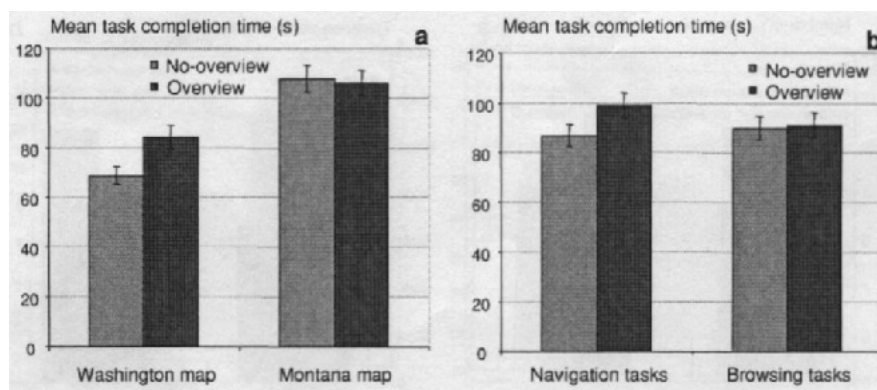 Mean task completion time (s)
a
120
100
80
60
40
20
0
No-overview
Overview
Washington map
Montana map
Mean task completion time (s)
b
120
100
80
60
40
20
0
No-overview
Overview
Navigation tasks
Browsing tasks